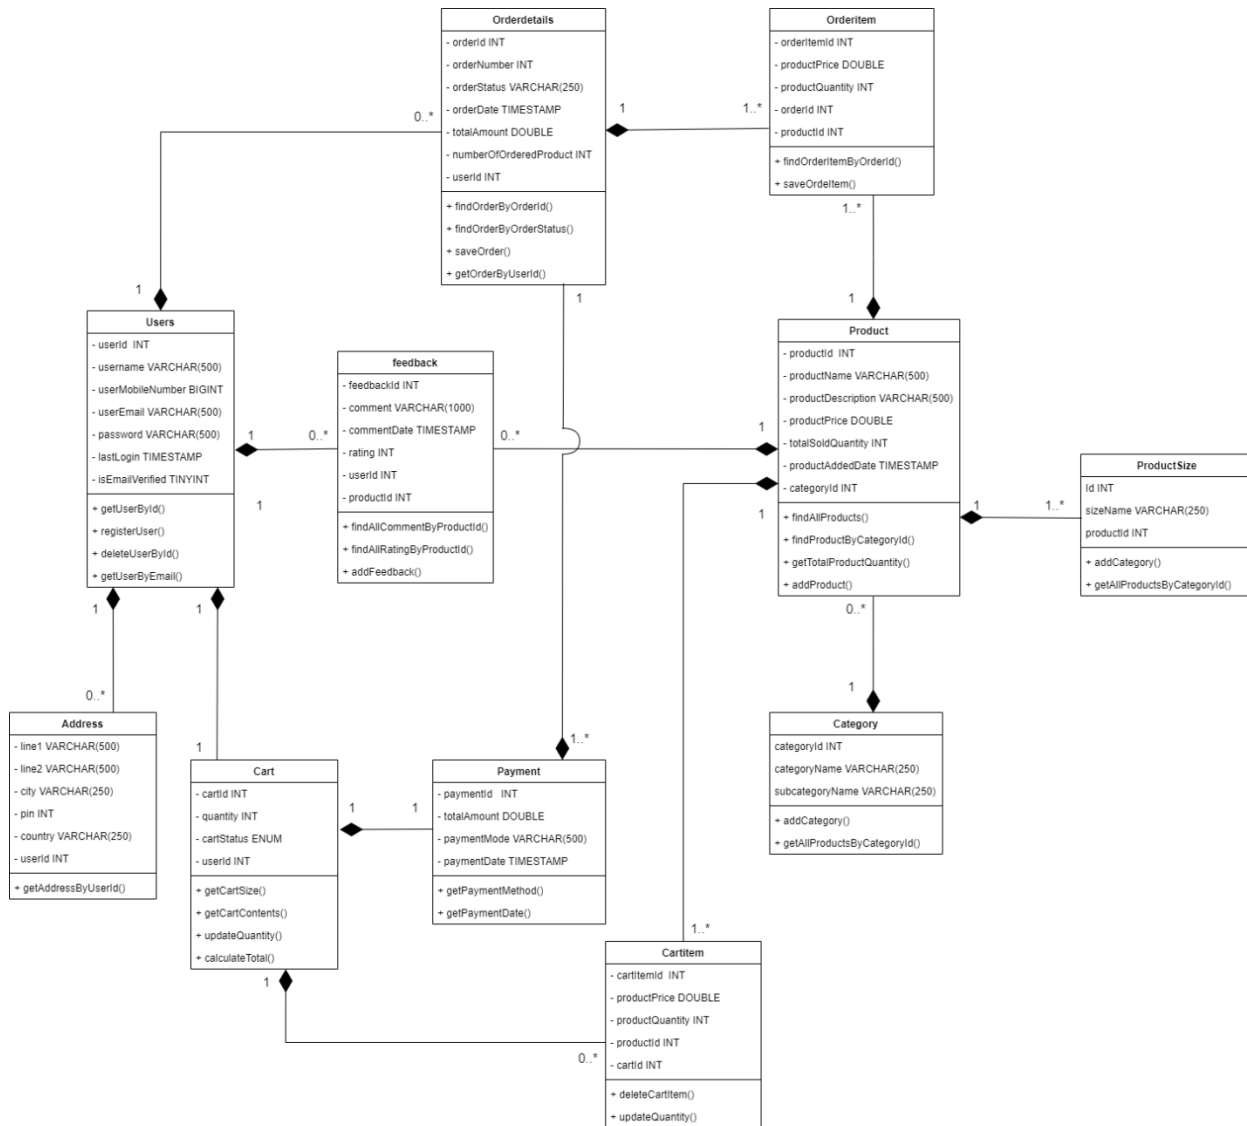 Orderdetails
- orderId INT
- orderNumber INT
- orderStatus VARCHAR(250)
- orderDate TIMESTAMP
- totalAmount DOUBLE
- numberOfOrderedProduct INT
- userId INT
+ findOrderByOrderId()
+ findOrderByOrderStatus()
+ saveOrder()
+ getOrderByUserId()
Orderitem
- orderItemId INT
- productPrice DOUBLE
- productQuantity INT
- orderId INT
- productId INT
+ findOrderItemByOrderId()
+ saveOrdeItem()
0..*
1
1..*
1..*
1
1
1
Users
- userId INT
- username VARCHAR(500)
- userMobileNumber BIGINT
- userEmail VARCHAR(500)
- password VARCHAR(500)
- lastLogin TIMESTAMP
- isEmailVerified TINYINT
+ getUserById()
+ registerUser()
+ deleteUserById()
+ getUserByEmail()
1
0..*
1
feedback
- feedbackId INT
- comment VARCHAR(1000)
- commentDate TIMESTAMP
- rating INT
- userId INT
- productId INT
+ findAllCommentByProductId()
+ findAllRatingByProductId()
+ addFeedback()
0..*
1
1
Product
- productId INT
- productName VARCHAR(500)
- productDescription VARCHAR(500)
- productPrice DOUBLE
- totalSoldQuantity INT
- productAddedDate TIMESTAMP
- categoryId INT
+ findAllProducts()
+ findProductByCategoryId()
+ getTotalProductQuantity()
+ addProduct()
1
1..*
ProductSize
Id INT
sizeName VARCHAR(250)
productId INT
+ addCategory()
+ getAllProductsByCategoryId()
1
1
0..*
0..*
1
1
1..*
Address
- line1 VARCHAR(500)
- line2 VARCHAR(500)
- city VARCHAR(250)
- pin INT
- country VARCHAR(250)
- userId INT
+ getAddressByUserId()
Cart
- cartId INT
- quantity INT
- cartStatus ENUM
- userId INT
+ getCartSize()
+ getCartContents()
+ updateQuantity()
+ calculateTotal()
1
1
Payment
- paymentId INT
- totalAmount DOUBLE
- paymentMode VARCHAR(500)
- paymentDate TIMESTAMP
+ getPaymentMethod()
+ getPaymentDate()
Category
categoryId INT
categoryName VARCHAR(250)
subcategoryName VARCHAR(250)
+ addCategory()
+ getAllProductsByCategoryId()
1..*
1
0..*
Cartitem
- cartItemId INT
- productPrice DOUBLE
- productQuantity INT
- productId INT
- cartId INT
+ deleteCartItem()
+ updateQuantity()